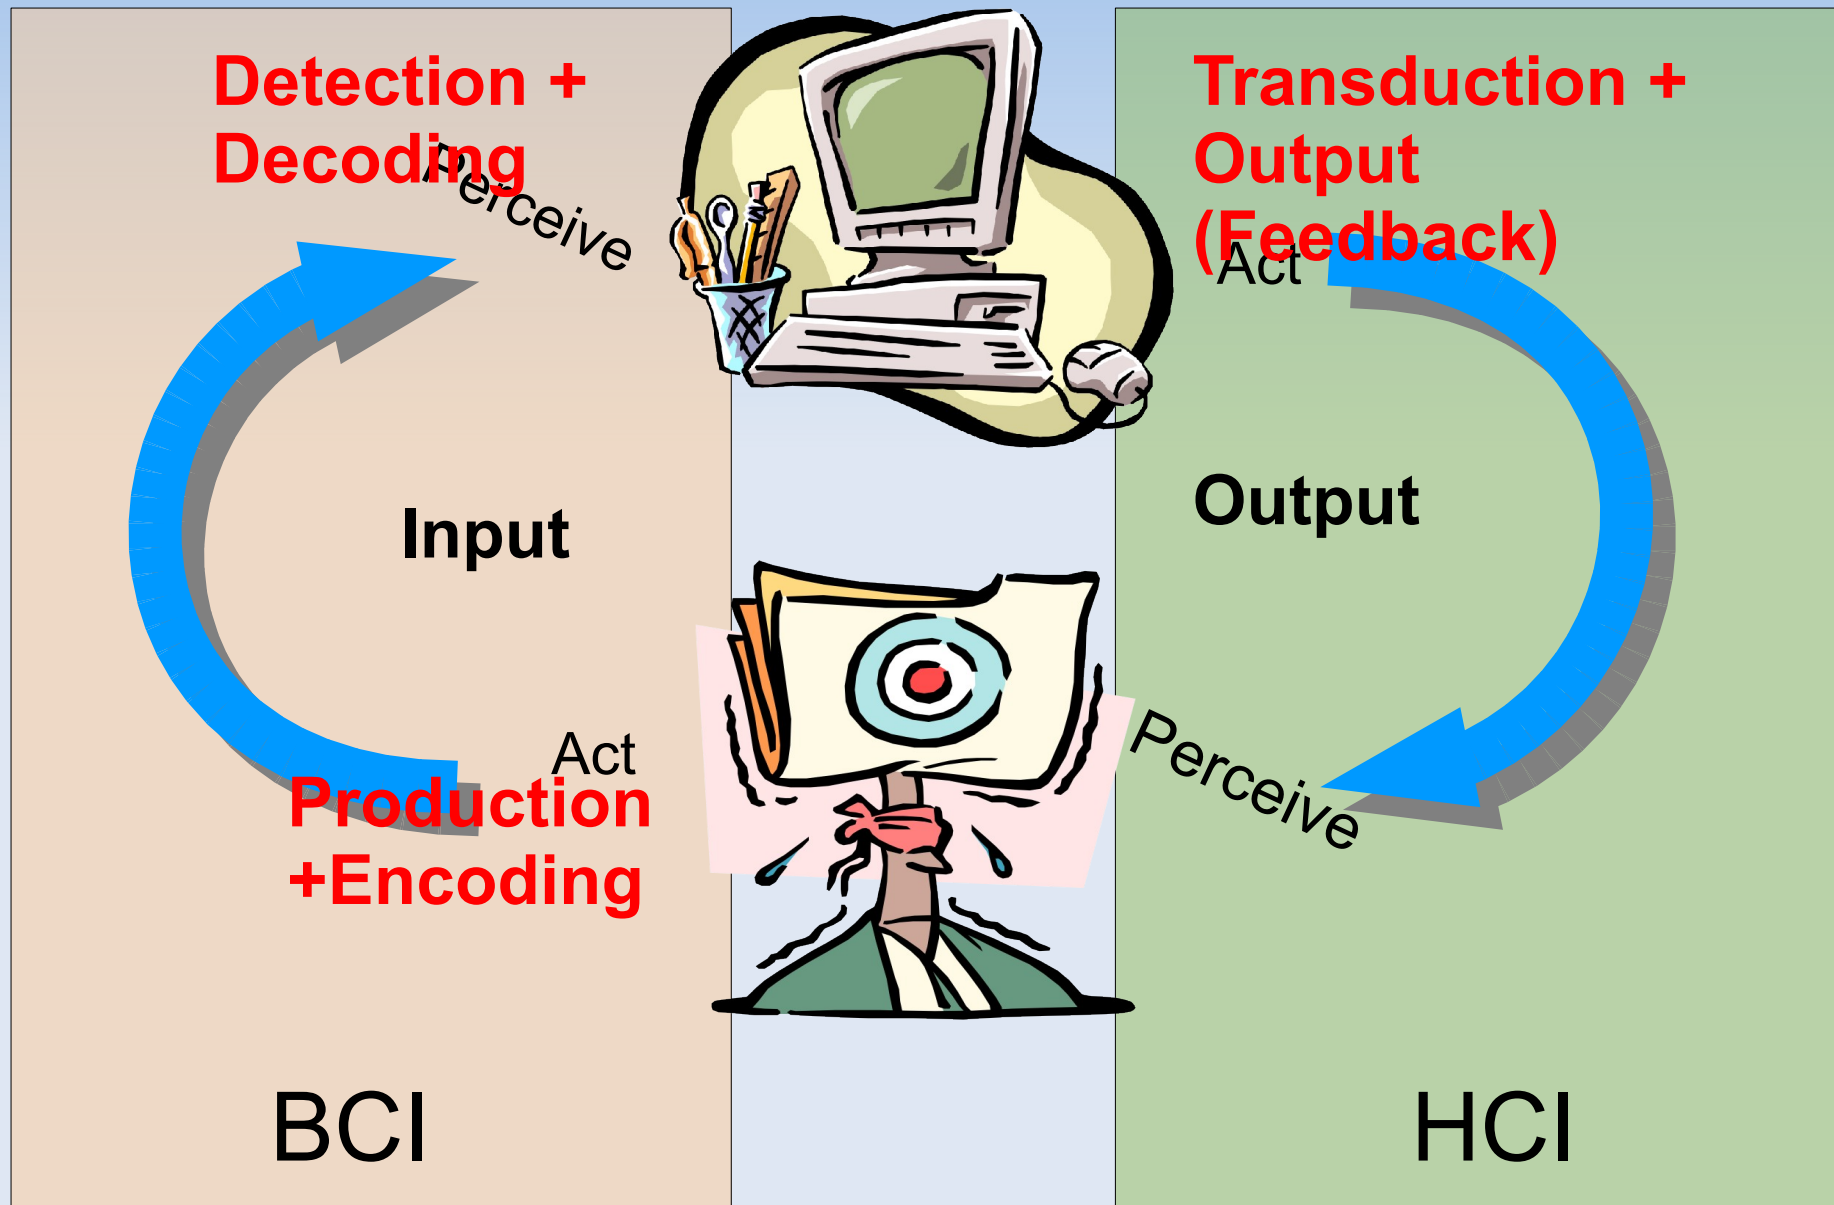 Detection +
Decoding
Perceive
Input
Act
Production
+Encoding
BCI
Transduction +
Output
(Feedback)
Act
Output
Perceive
HCI